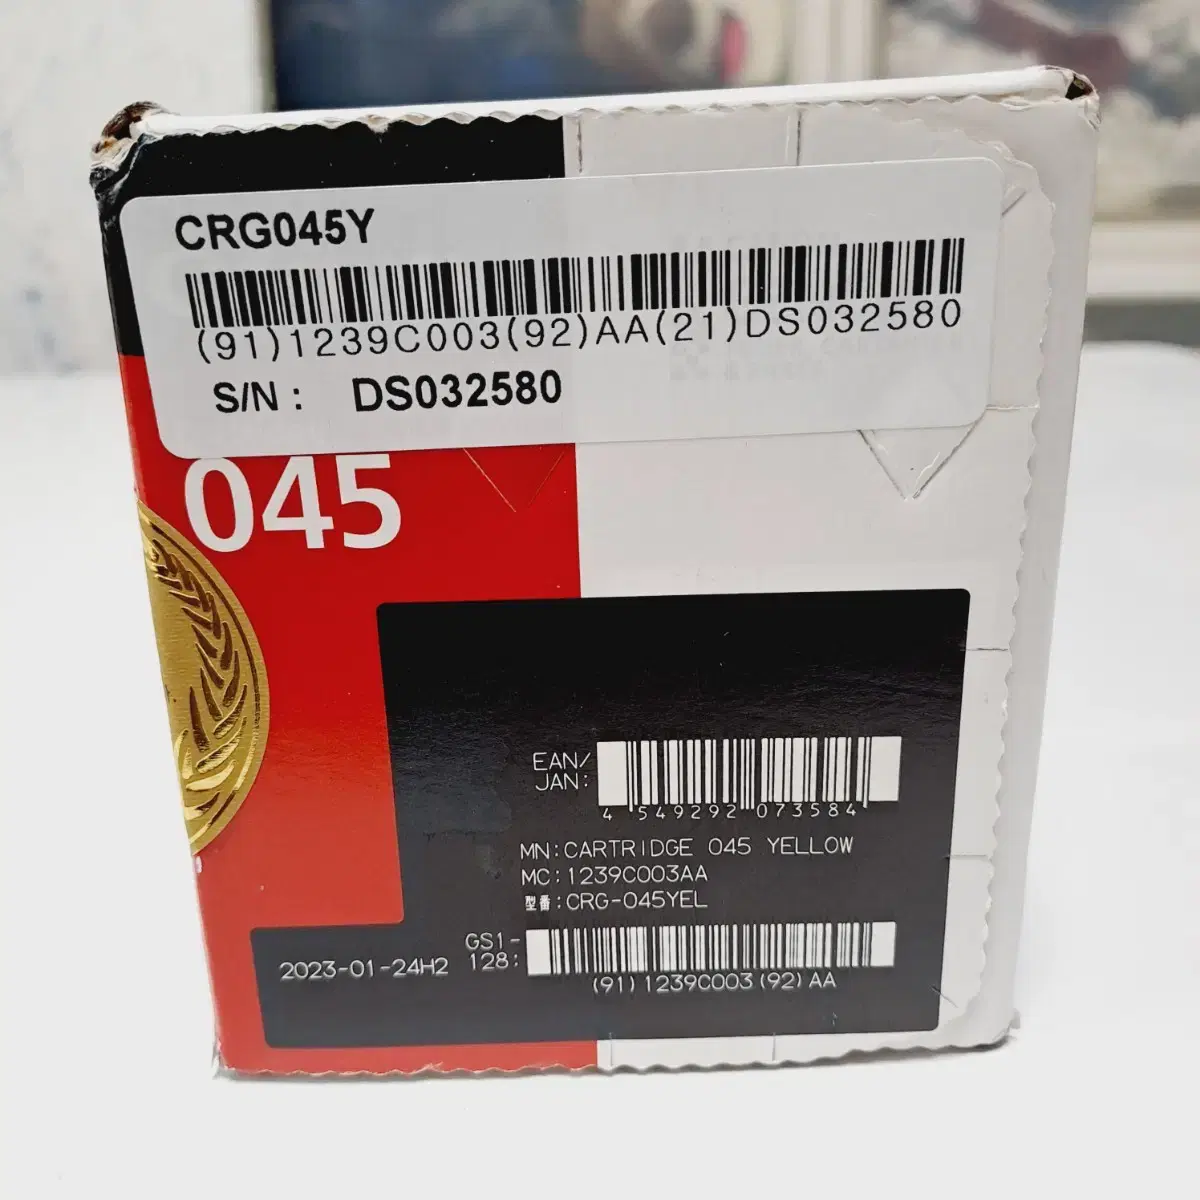 CRG045Y
(91)1239C003(92)AA(21)DS032580
S/N : DS032580
045
EAN/
JAN:
4 549292 073584
MN:CARTRIDGE 045 YELLOW
MC:1239C003AA
型番:CRG-045YEL
GS1-
128:
2023-01-24H2
(91)1239C003(92)AA